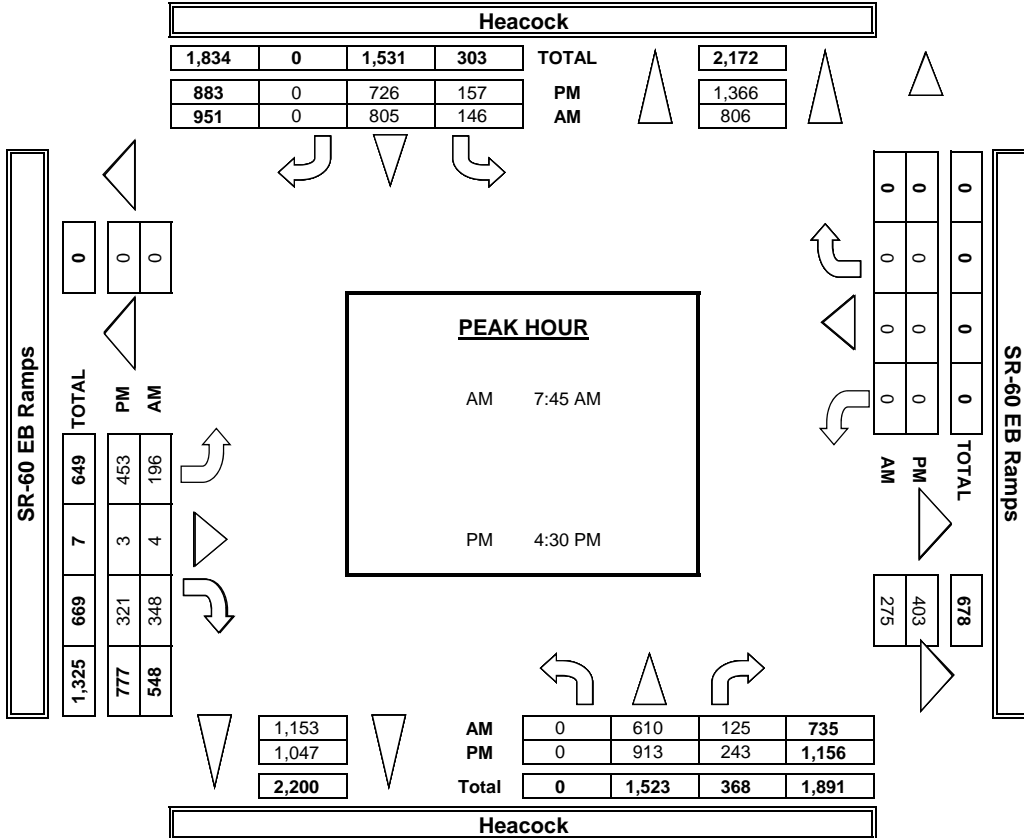 Heacock
1,834 0 1,531 303 TOTAL 2,172
883 0 726 157 PM 1,366
951 0 805 146 AM 806
SR-60 EB Ramps
0 0 0
TOTAL PM AM
649 453 196
7 3 4
669 321 348
1,325 777 548
PEAK HOUR
AM 7:45 AM
PM 4:30 PM
0 0 0
0 0 0
0 0 0
0 0 0
AM PM TOTAL
275 403 678
SR-60 EB Ramps
1,153 AM 0 610 125 735
1,047 PM 0 913 243 1,156
2,200 Total 0 1,523 368 1,891
Heacock